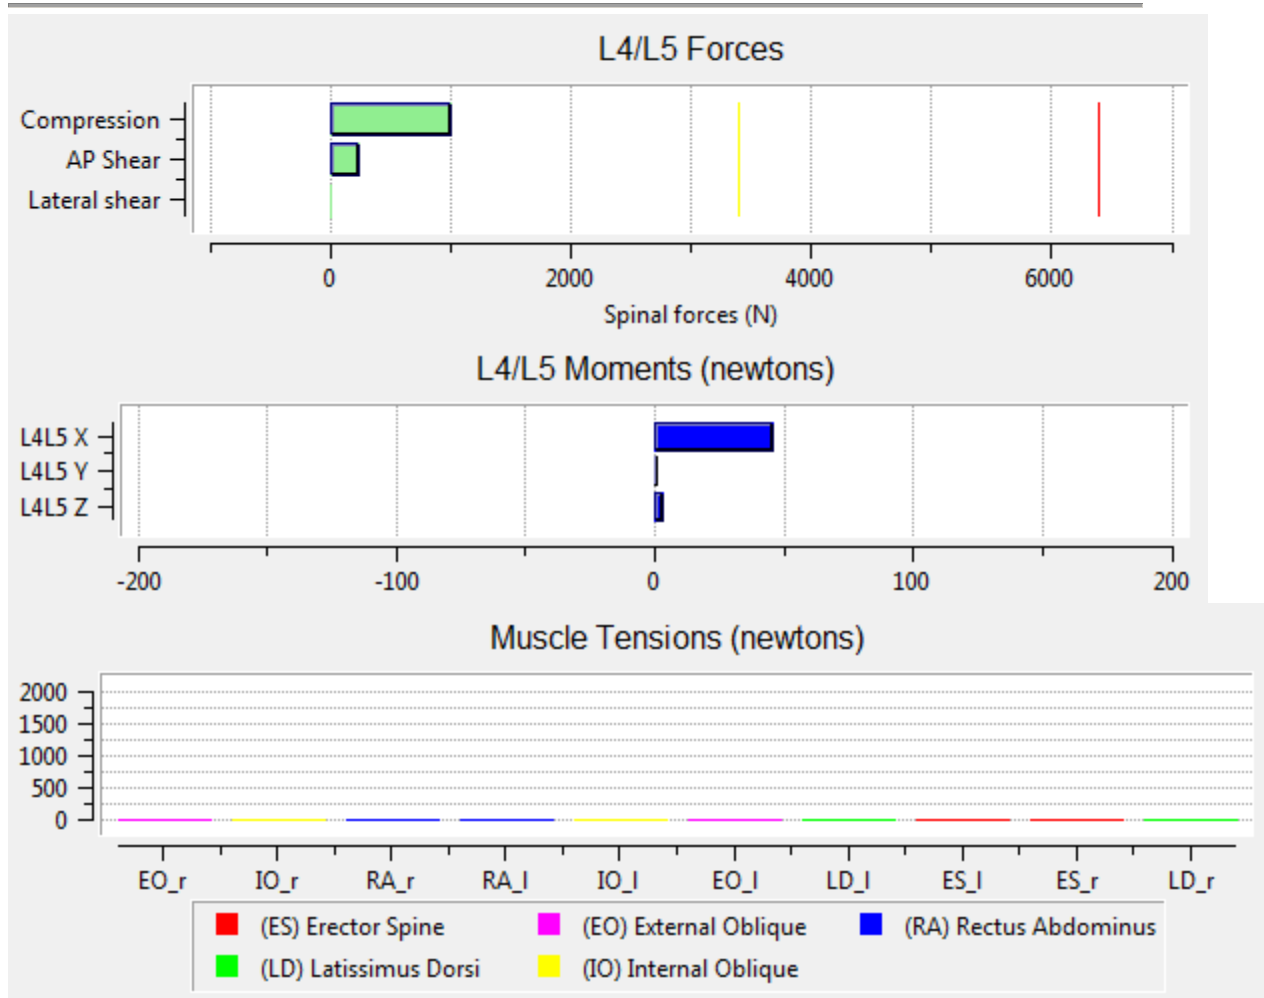 L4/L5 Forces
Compression
AP Shear
Lateral shear
0 2000 4000 6000
Spinal forces (N)
L4/L5 Moments (newtons)
L4L5 X
L4L5 Y
L4L5 Z
-200 -100 0 100 200
Muscle Tensions (newtons)
2000
1500
1000
500
0
EO_r IO_r RA_r RA_l IO_l EO_l LD_l ES_l ES_r LD_r
(ES) Erector Spine (EO) External Oblique (RA) Rectus Abdominus
(LD) Latissimus Dorsi (IO) Internal Oblique